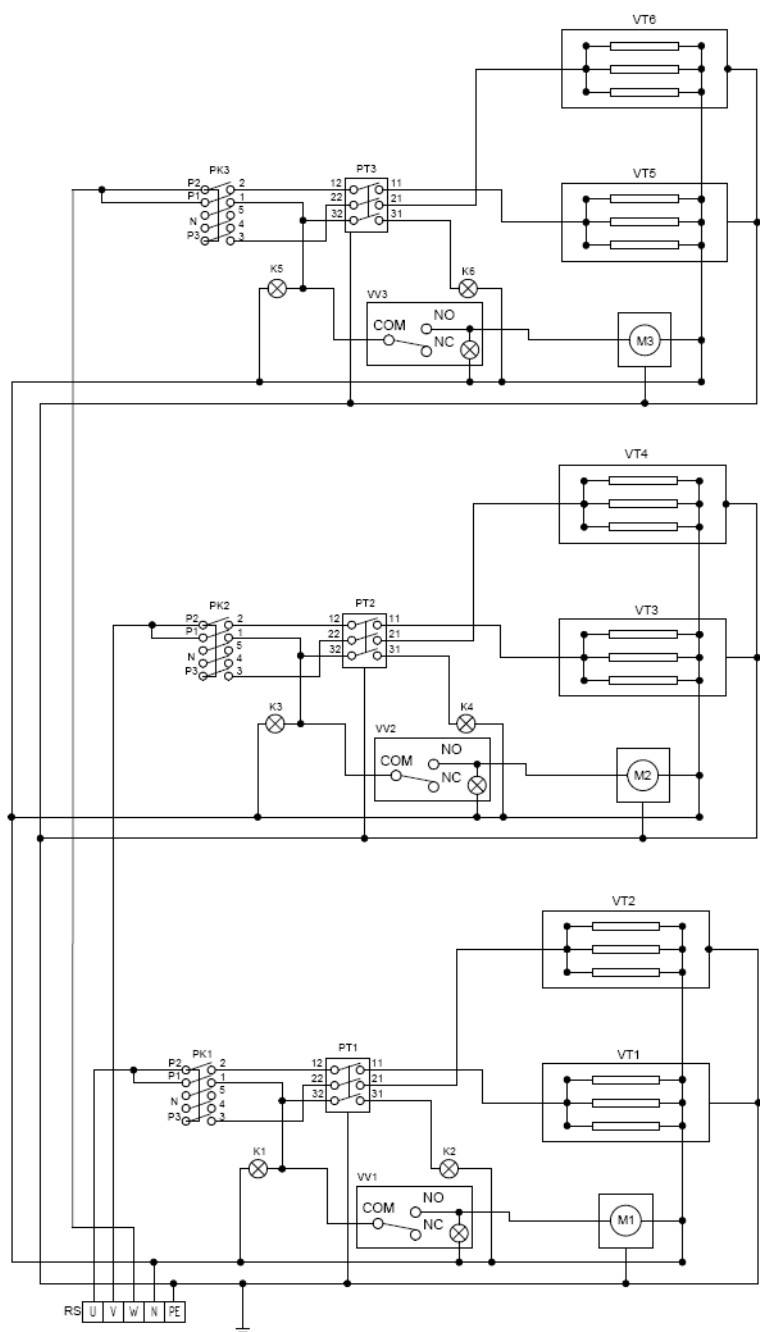 VT6
PK3
PT3
P2 2 12 11
VT5
P1 1 22 21
5 32 31
N 4
P3 3
K5
K6
VV3
NO
COM
NC
M3
VT4
PK2
PT2
VT3
P2 2 12 11
P1 1 22 21
5 32 31
N 4
P3 3
K3
K4
VV2
NO
COM
NC
M2
VT2
PK1
PT1
VT1
P2 2 12 11
P1 1 22 21
5 32 31
N 4
P3 3
K1
K2
VV1
NO
COM
NC
M1
RS U V W N PE